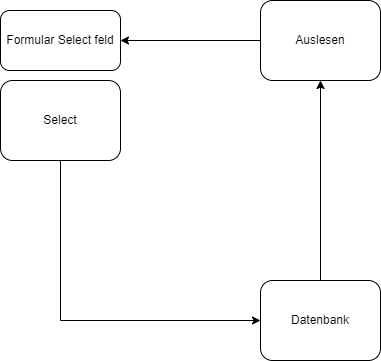 Formular Select feld
Auslesen
Select
Datenbank